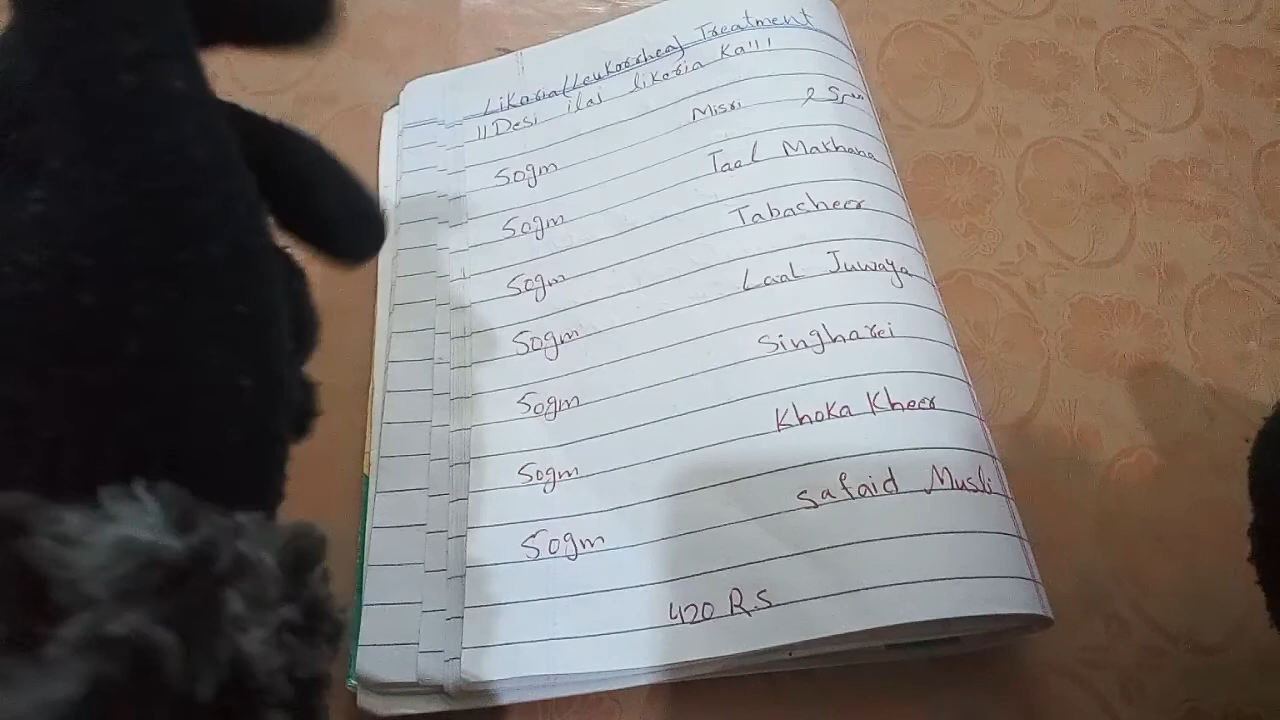 Likoria(Leukorrhea) Treatment
"Desi ilaj likoria Ka!!!
50gm Misri
50gm Taal Makhana
50gm Tabasheer
50gm Laal Juwaya
50gm Singharei
50gm Khoka Kheer
50gm Safaid Musli
420 R.S